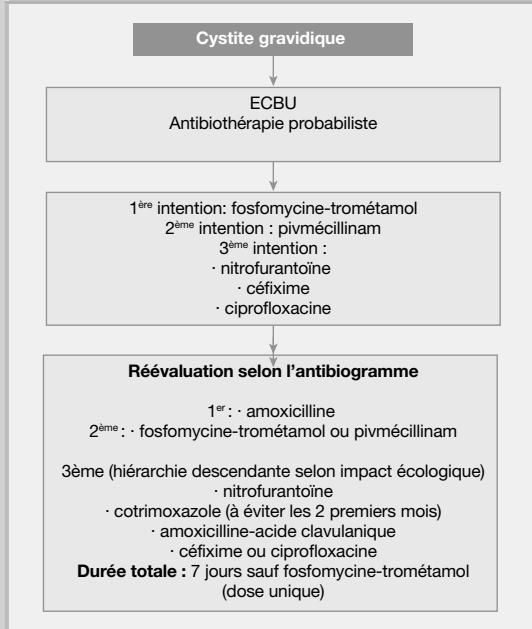 Cystite gravidique
ECBU
Antibiothérapie probabiliste
1ère intention: fosfomycine-trométamol
2ème intention : pivmécillinam
3ème intention :
· nitrofurantoïne
· céfixime
· ciprofloxacine
Réévaluation selon l’antibiogramme
1er : · amoxicilline
2ème : · fosfomycine-trométamol ou pivmécillinam
3ème (hiérarchie descendante selon impact écologique)
· nitrofurantoïne
· cotrimoxazole (à éviter les 2 premiers mois)
· amoxicilline-acide clavulanique
· céfixime ou ciprofloxacine
Durée totale : 7 jours sauf fosfomycine-trométamol
(dose unique)